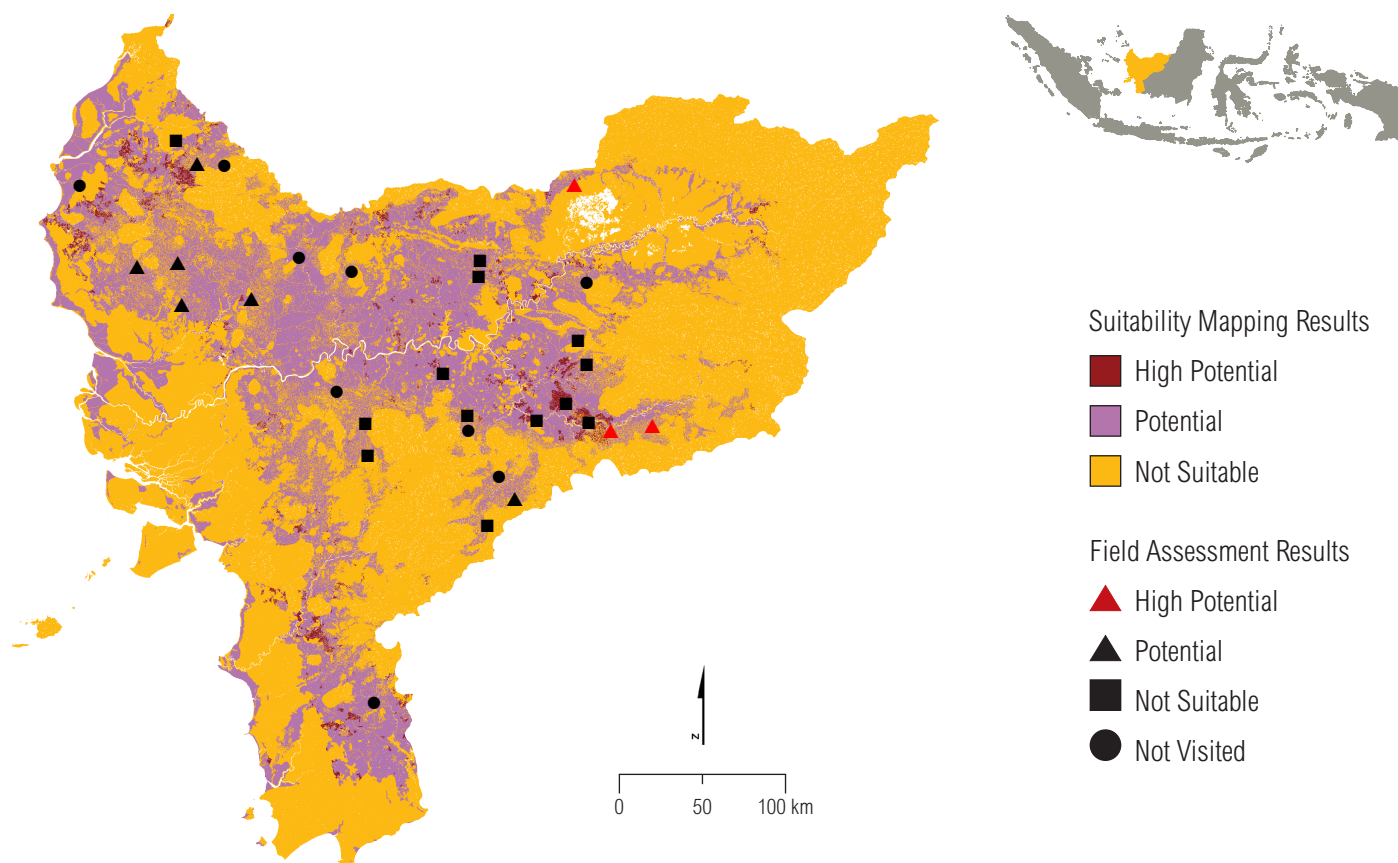 Suitability Mapping Results
High Potential
Potential
Not Suitable
Field Assessment Results
High Potential
Potential
Not Suitable
Not Visited
N
0 50 100 km